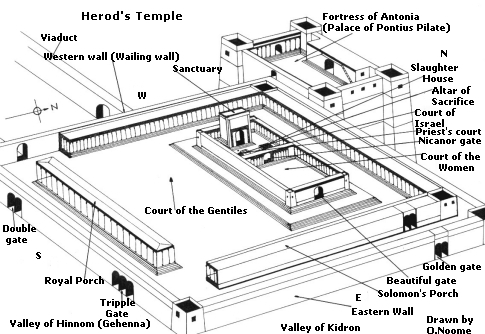 Herod's Temple
Fortress of Antonia
(Palace of Pontius Pilate)
Viaduct
Western wall (Wailing wall)
Sanctuary
N
Slaughter
House
Altar of
Sacrifice
W
Court of
Israel
Priest's court
Nicanor gate
Court of the
Women
N
Court of the Gentiles
Double
gate
S
Royal Porch
Tripple
Gate
Golden gate
Beautiful gate
Solomon's Porch
E
Eastern Wall
Valley of Hinnom (Gehenna)
Valley of Kidron
Drawn by
O.Noome